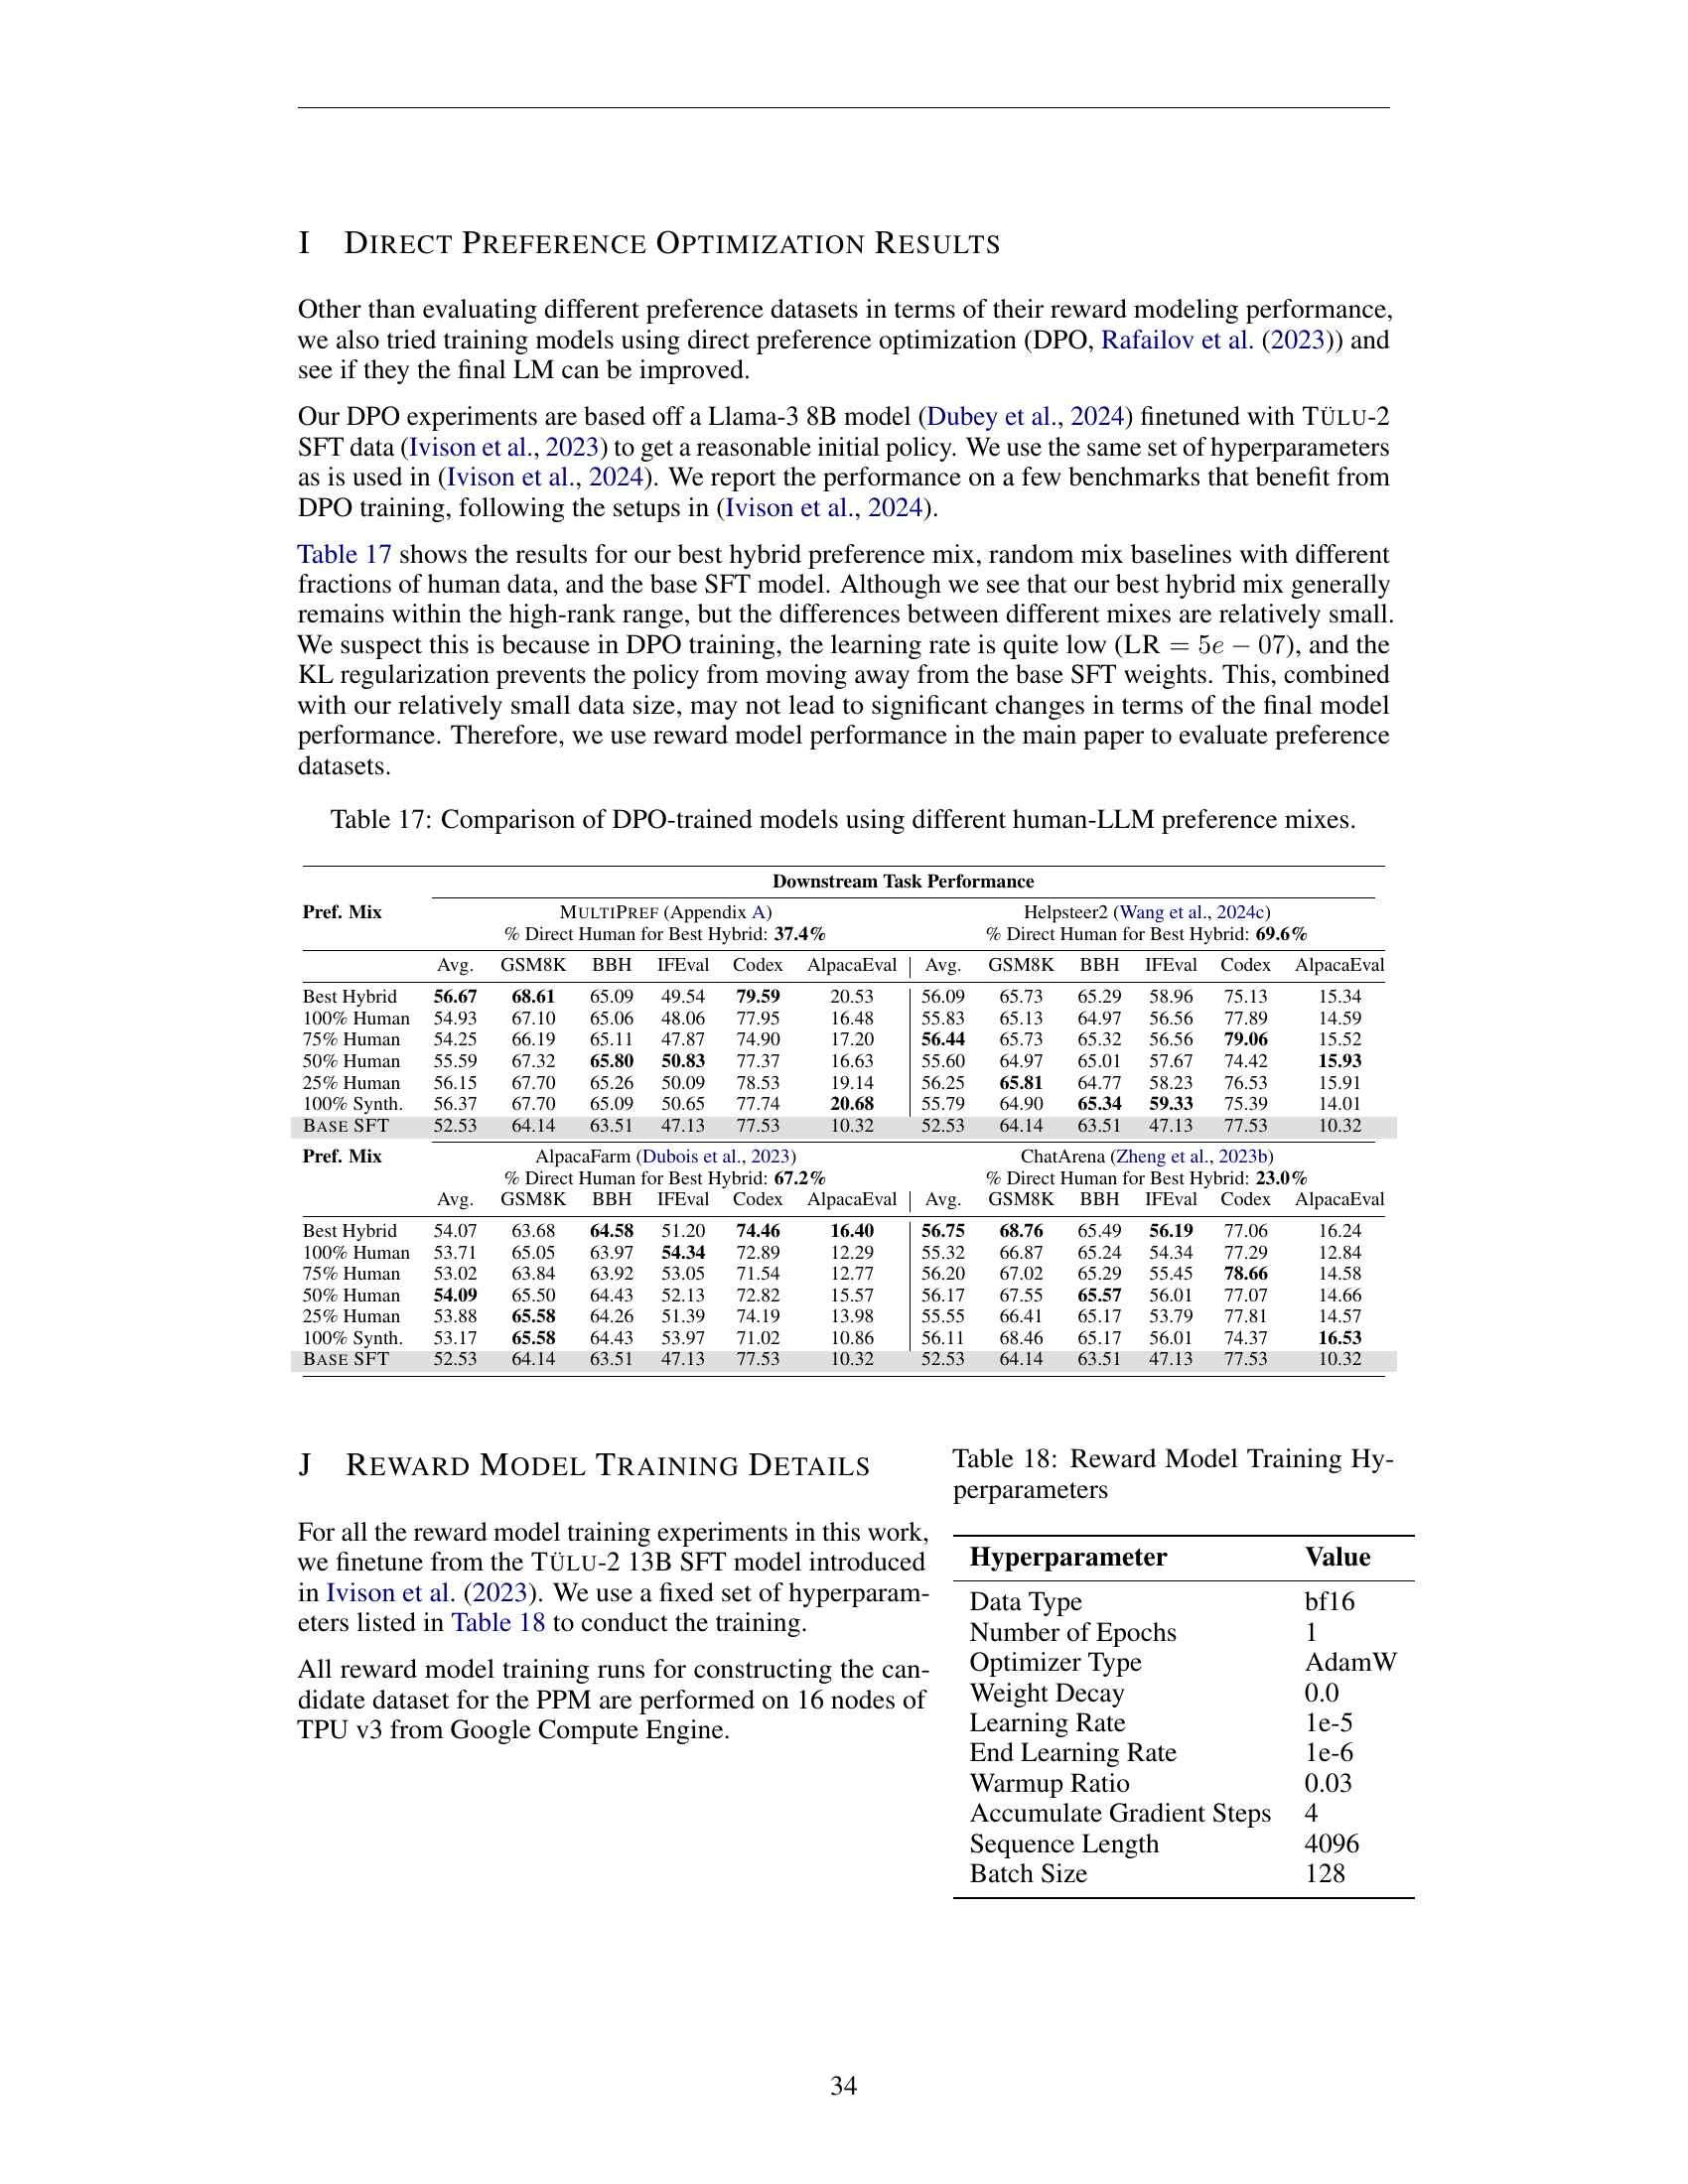 I DIRECT PREFERENCE OPTIMIZATION RESULTS
Other than evaluating different preference datasets in terms of their reward modeling performance,
we also tried training models using direct preference optimization (DPO, Rafailov et al. (2023)) and
see if they the final LM can be improved.
Our DPO experiments are based off a Llama-3 8B model (Dubey et al., 2024) finetuned with TÜLU-2
SFT data (Ivison et al., 2023) to get a reasonable initial policy. We use the same set of hyperparameters
as is used in (Ivison et al., 2024). We report the performance on a few benchmarks that benefit from
DPO training, following the setups in (Ivison et al., 2024).
Table 17 shows the results for our best hybrid preference mix, random mix baselines with different
fractions of human data, and the base SFT model. Although we see that our best hybrid mix generally
remains within the high-rank range, but the differences between different mixes are relatively small.
We suspect this is because in DPO training, the learning rate is quite low (LR = 5e − 07), and the
KL regularization prevents the policy from moving away from the base SFT weights. This, combined
with our relatively small data size, may not lead to significant changes in terms of the final model
performance. Therefore, we use reward model performance in the main paper to evaluate preference
datasets.
Table 17: Comparison of DPO-trained models using different human-LLM preference mixes.
Downstream Task Performance
Pref. Mix MULTIPREF (Appendix A) Helpsteer2 (Wang et al., 2024c)
% Direct Human for Best Hybrid: 37.4% % Direct Human for Best Hybrid: 69.6%
Avg. GSM8K BBH IFEval Codex AlpacaEval Avg. GSM8K BBH IFEval Codex AlpacaEval
Best Hybrid 56.67 68.61 65.09 49.54 79.59 20.53 56.09 65.73 65.29 58.96 75.13 15.34
100% Human 54.93 67.10 65.06 48.06 77.95 16.48 55.83 65.13 64.97 56.56 77.89 14.59
75% Human 54.25 66.19 65.11 47.87 74.90 17.20 56.44 65.73 65.32 56.56 79.06 15.52
50% Human 55.59 67.32 65.80 50.83 77.37 16.63 55.60 64.97 65.01 57.67 74.42 15.93
25% Human 56.15 67.70 65.26 50.09 78.53 19.14 56.25 65.81 64.77 58.23 76.53 15.91
100% Synth. 56.37 67.70 65.09 50.65 77.74 20.68 55.79 64.90 65.34 59.33 75.39 14.01
BASE SFT 52.53 64.14 63.51 47.13 77.53 10.32 52.53 64.14 63.51 47.13 77.53 10.32
Pref. Mix AlpacaFarm (Dubois et al., 2023) ChatArena (Zheng et al., 2023b)
% Direct Human for Best Hybrid: 67.2% % Direct Human for Best Hybrid: 23.0%
Avg. GSM8K BBH IFEval Codex AlpacaEval Avg. GSM8K BBH IFEval Codex AlpacaEval
Best Hybrid 54.07 63.68 64.58 51.20 74.46 16.40 56.75 68.76 65.49 56.19 77.06 16.24
100% Human 53.71 65.05 63.97 54.34 72.89 12.29 55.32 66.87 65.24 54.34 77.29 12.84
75% Human 53.02 63.84 63.92 53.05 71.54 12.77 56.20 67.02 65.29 55.45 78.66 14.58
50% Human 54.09 65.50 64.43 52.13 72.82 15.57 56.17 67.55 65.57 56.01 77.07 14.66
25% Human 53.88 65.58 64.26 51.39 74.19 13.98 55.55 66.41 65.17 53.79 77.81 14.57
100% Synth. 53.17 65.58 64.43 53.97 71.02 10.86 56.11 68.46 65.17 56.01 74.37 16.53
BASE SFT 52.53 64.14 63.51 47.13 77.53 10.32 52.53 64.14 63.51 47.13 77.53 10.32
J REWARD MODEL TRAINING DETAILS
For all the reward model training experiments in this work,
we finetune from the TÜLU-2 13B SFT model introduced
in Ivison et al. (2023). We use a fixed set of hyperparam-
eters listed in Table 18 to conduct the training.
All reward model training runs for constructing the can-
didate dataset for the PPM are performed on 16 nodes of
TPU v3 from Google Compute Engine.
Table 18: Reward Model Training Hy-
perparameters
Hyperparameter Value
Data Type bf16
Number of Epochs 1
Optimizer Type AdamW
Weight Decay 0.0
Learning Rate 1e-5
End Learning Rate 1e-6
Warmup Ratio 0.03
Accumulate Gradient Steps 4
Sequence Length 4096
Batch Size 128
34